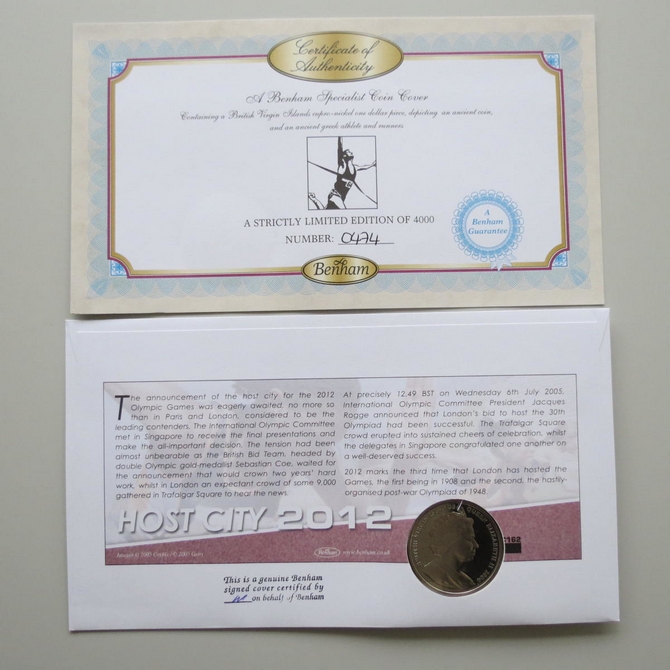 Certificate of
Authenticity
A Benham Specialist Coin Cover
Containing a British Virgin Islands cupro-nickel one dollar piece, depicting an ancient coin,
and an ancient greek athlete and runners
A STRICTLY LIMITED EDITION OF 4000
NUMBER: 0474
A
Benham
Guarantee
Benham
The announcement of the host city for the 2012
Olympic Games was eagerly awaited, no more so
than in Paris and London, considered to be the
leading contenders. The International Olympic Committee
met in Singapore to receive the final presentations and
make the all-important decision. The tension had been
almost unbearable as the British Bid Team, headed by
double Olympic gold-medalist Sebastian Coe, waited for
the announcement that would crown two years' hard
work, whilst in London an expectant crowd of some 9,000
gathered in Trafalgar Square to hear the news.
At precisely 12.49 BST on Wednesday 6th July 2005,
International Olympic Committee President Jacques
Rogge announced that London's bid to host the 30th
Olympiad had been successful. The Trafalgar Square
crowd erupted into sustained cheers of celebration, whilst
the delegates in Singapore congratulated one another on
a well-deserved success.
2012 marks the third time that London has hosted the
Games, the first being in 1908 and the second, the hastily-
organised post-war Olympiad of 1948.
HOST CITY 2012
Benham www.benham.co.uk
QUEEN ELIZABETH II
162
This is a genuine Benham
signed cover certified by
on behalf of Benham